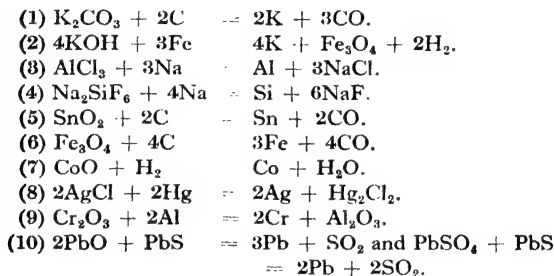 (1) K₂CO₃ + 2C = 2K + 3CO.
(2) 4KOH + 3Fe 4K + Fe₃O₄ + 2H₂.
(3) AlCl₃ + 3Na Al + 3NaCl.
(4) Na₂SiF₆ + 4Na = Si + 6NaF.
(5) SnO₂ + 2C = Sn + 2CO.
(6) Fe₃O₄ + 4C 3Fe + 4CO.
(7) CoO + H₂ Co + H₂O.
(8) 2AgCl + 2Hg = 2Ag + Hg₂Cl₂.
(9) Cr₂O₃ + 2Al = 2Cr + Al₂O₃.
(10) 2PbO + PbS = 3Pb + SO₂ and PbSO₄ + PbS
= 2Pb + 2SO₂.